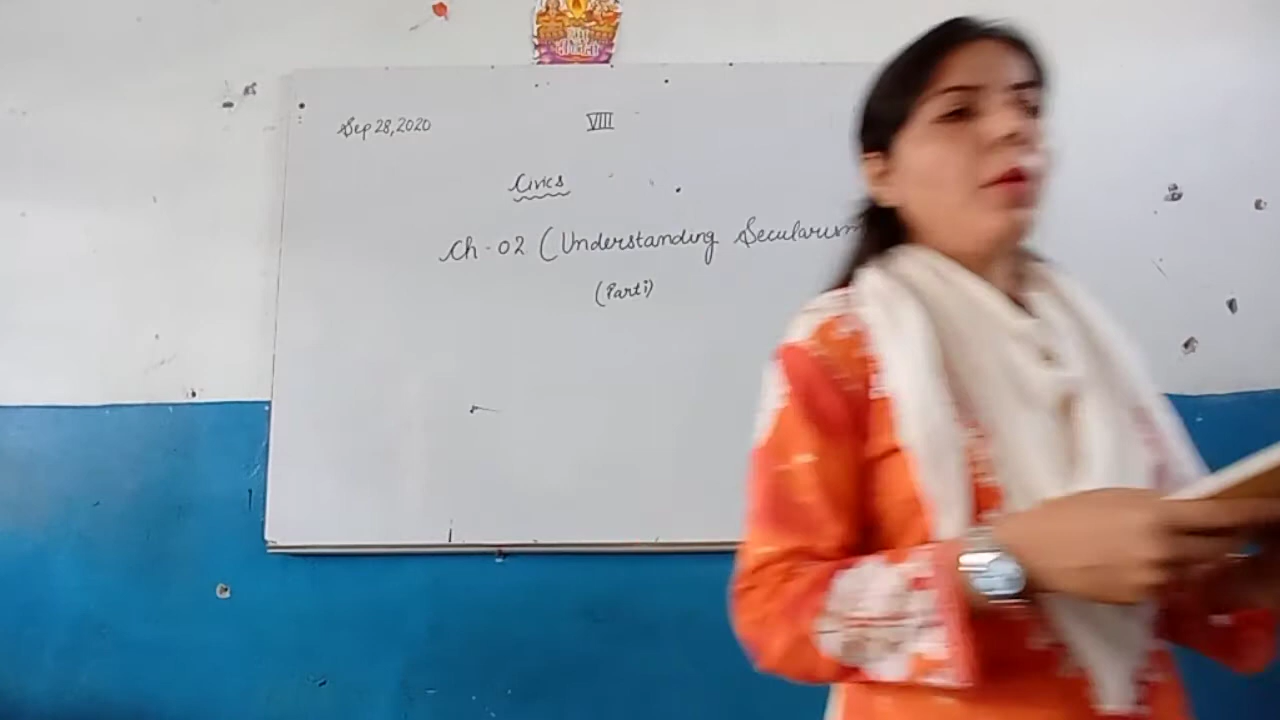 Sep 28, 2020
VIII
Civics
Ch - 02 (Understanding Secularism
(Part i)